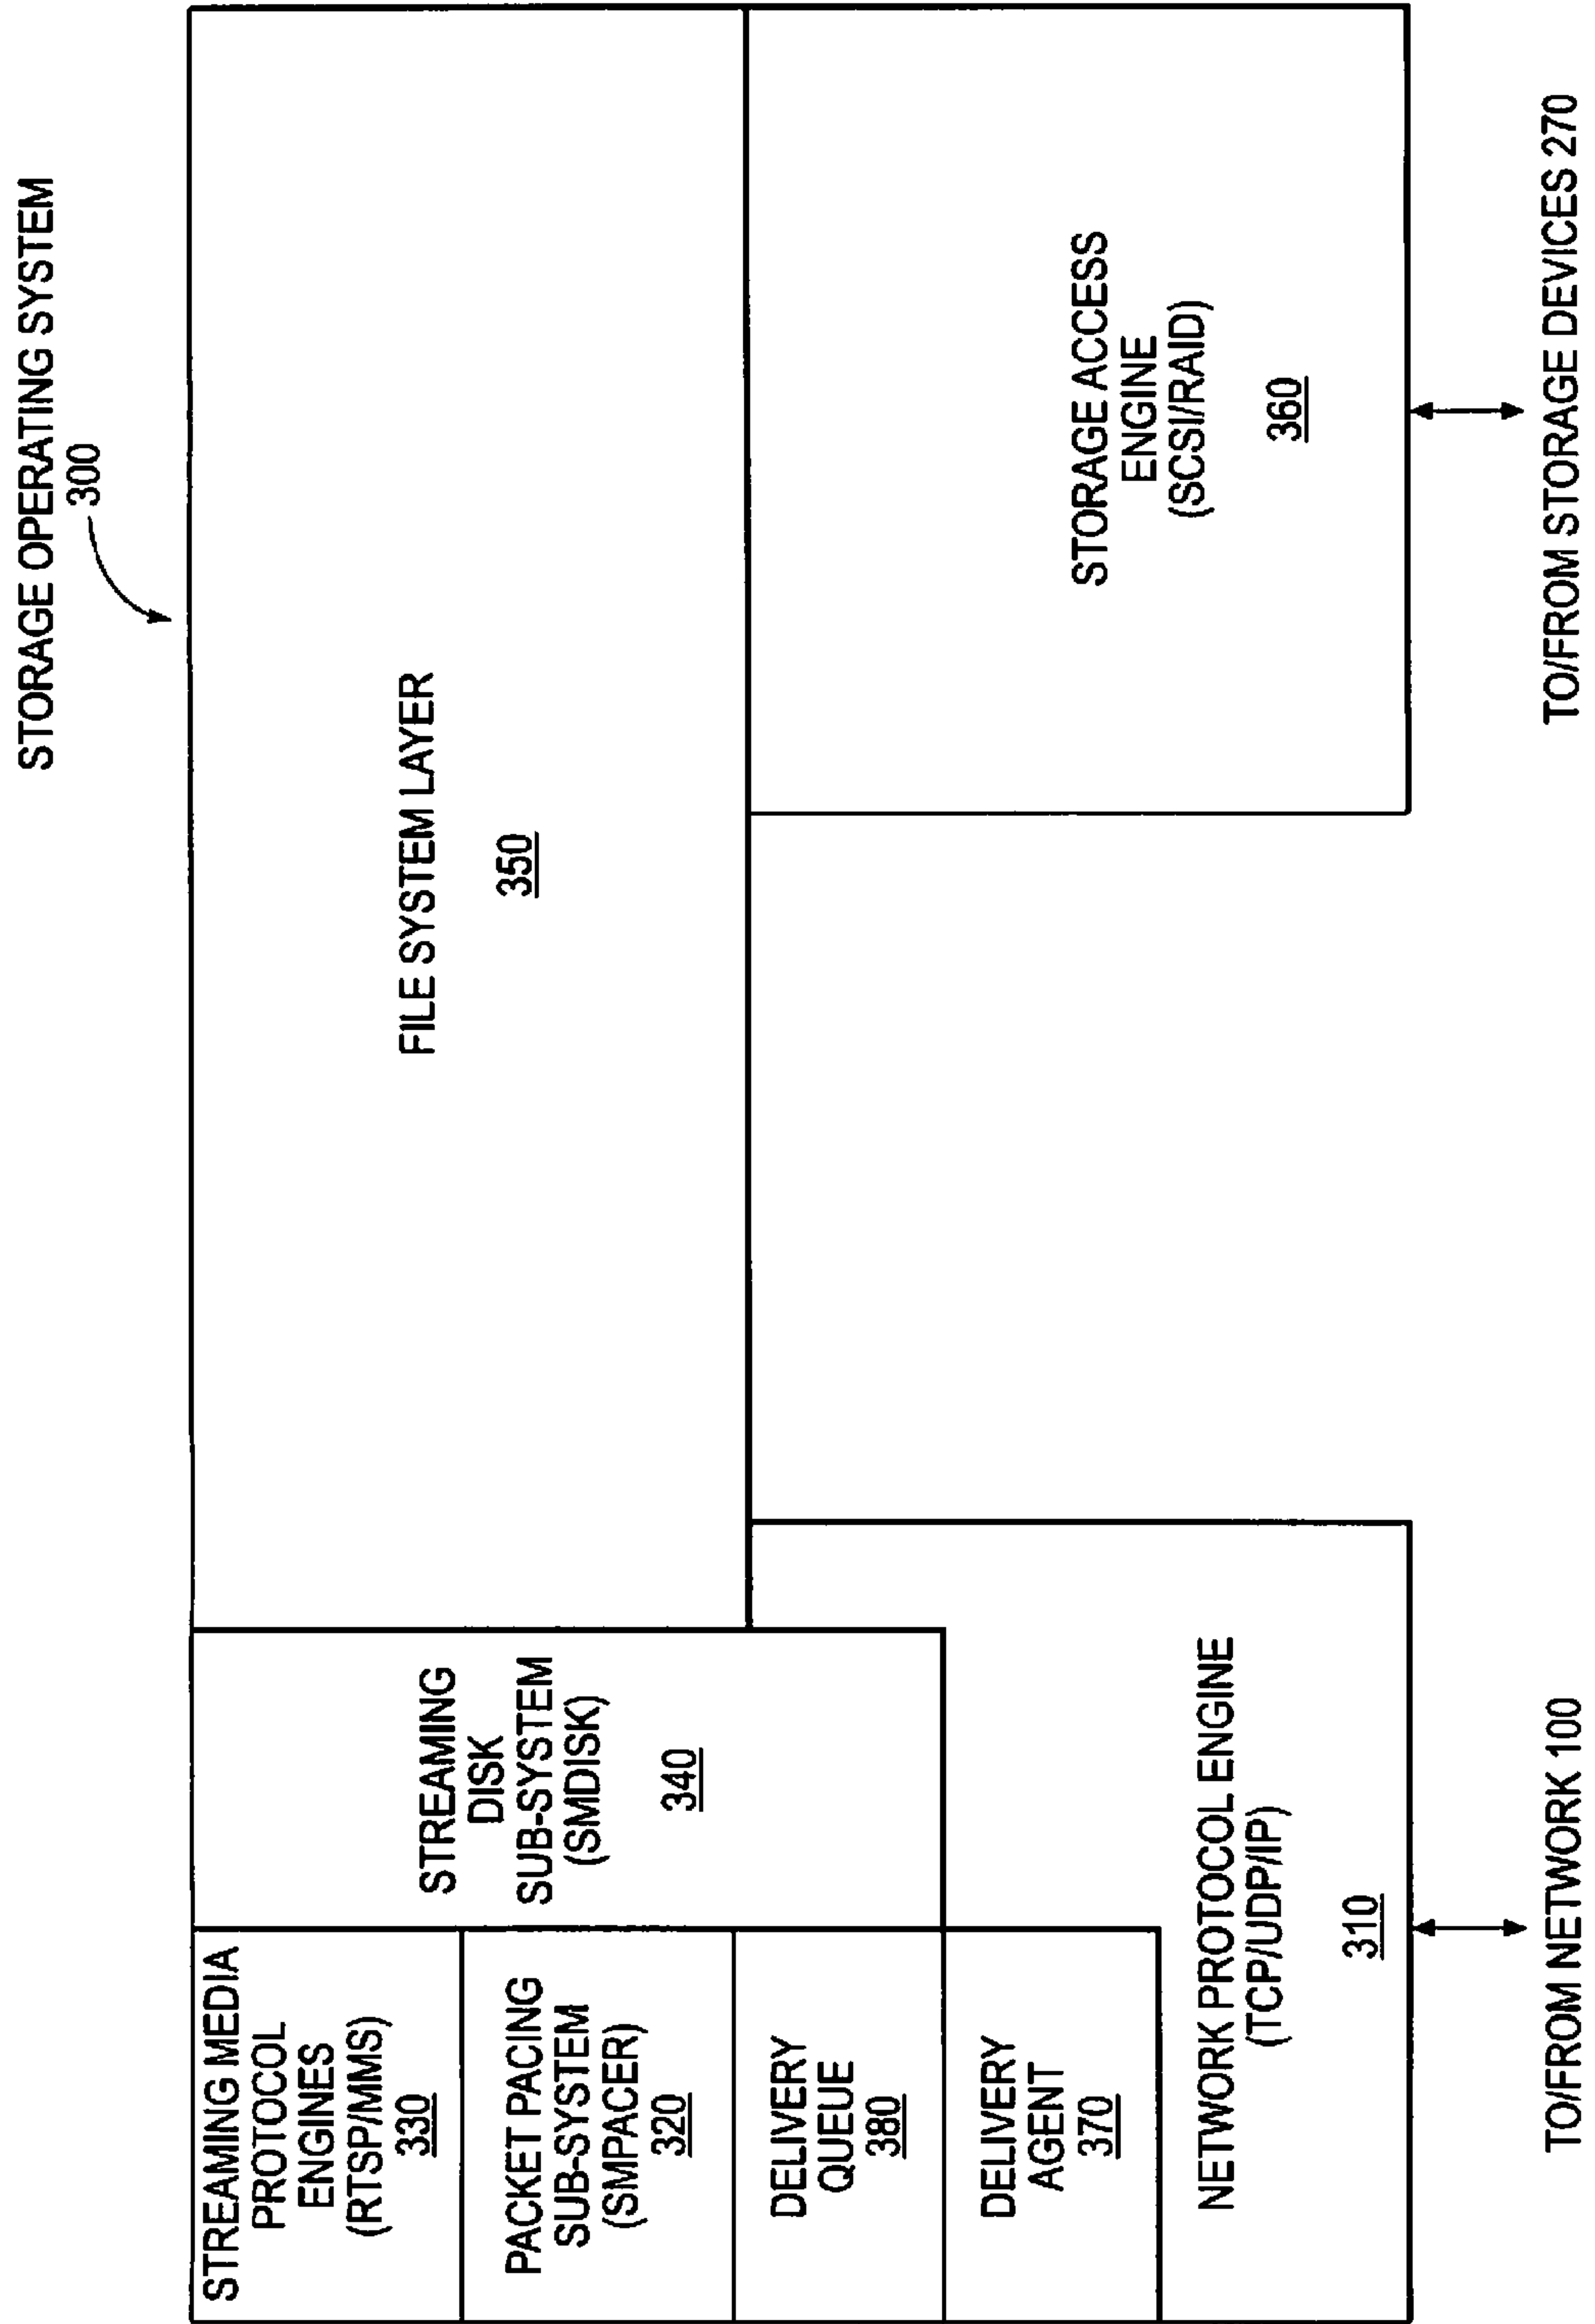 STORAGE OPERATING SYSTEM
300
STREAMING MEDIA
PROTOCOL
ENGINES
(RTSP/MMS)
330
PACKET PACING
SUB-SYSTEM
(SMPACER)
320
DELIVERY
QUEUE
380
DELIVERY
AGENT
370
STREAMING
DISK
SUB-SYSTEM
(SMDISK)
340
NETWORK PROTOCOL ENGINE
(TCP/UDP/IP)
310
FILE SYSTEM LAYER
350
STORAGE ACCESS
ENGINE
(SCSI/RAID)
360
TO/FROM NETWORK 100
TO/FROM STORAGE DEVICES 270